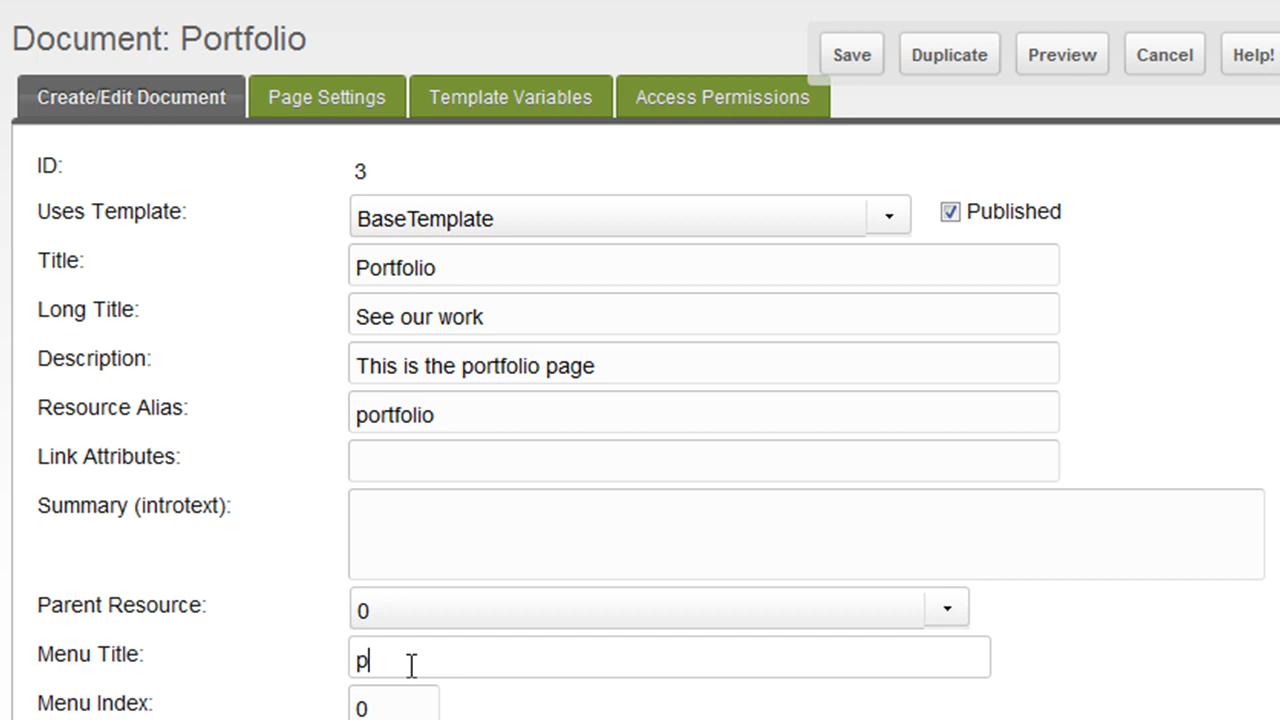 Document: Portfolio
Save Duplicate Preview Cancel Help!
Create/Edit Document Page Settings Template Variables Access Permissions
ID: 3
Uses Template: BaseTemplate Published
Title: Portfolio
Long Title: See our work
Description: This is the portfolio page
Resource Alias: portfolio
Link Attributes:
Summary (introtext):
Parent Resource: 0
Menu Title: p
Menu Index: 0